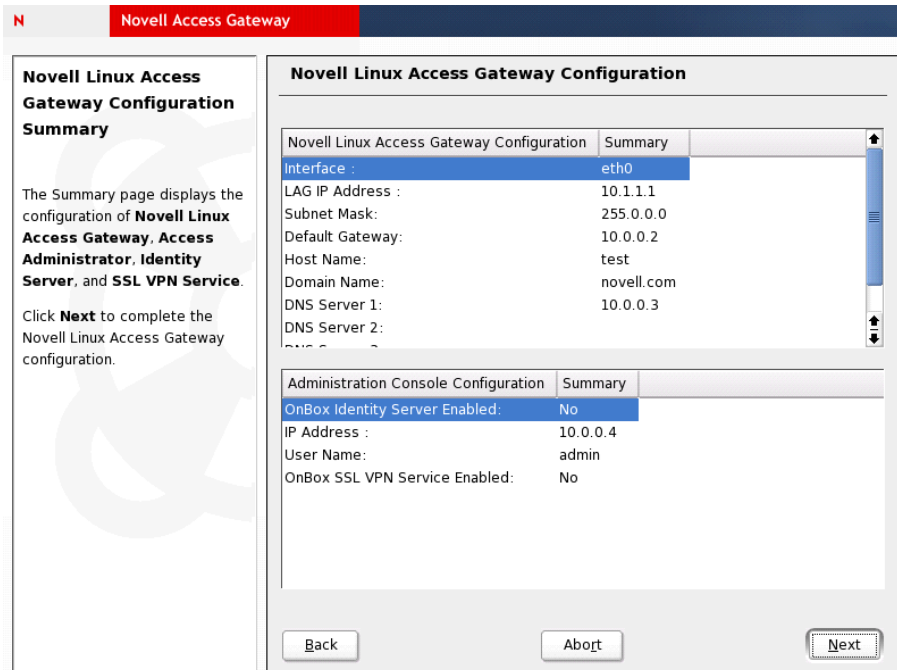 N Novell Access Gateway
Novell Linux Access
Gateway Configuration
Summary
The Summary page displays the
configuration of Novell Linux
Access Gateway, Access
Administrator, Identity
Server, and SSL VPN Service.
Click Next to complete the
Novell Linux Access Gateway
configuration.
Novell Linux Access Gateway Configuration
Novell Linux Access Gateway Configuration Summary
Interface : eth0
LAG IP Address : 10.1.1.1
Subnet Mask: 255.0.0.0
Default Gateway: 10.0.0.2
Host Name: test
Domain Name: novell.com
DNS Server 1: 10.0.0.3
DNS Server 2:
Administration Console Configuration Summary
OnBox Identity Server Enabled: No
IP Address : 10.0.0.4
User Name: admin
OnBox SSL VPN Service Enabled: No
Back Abort Next